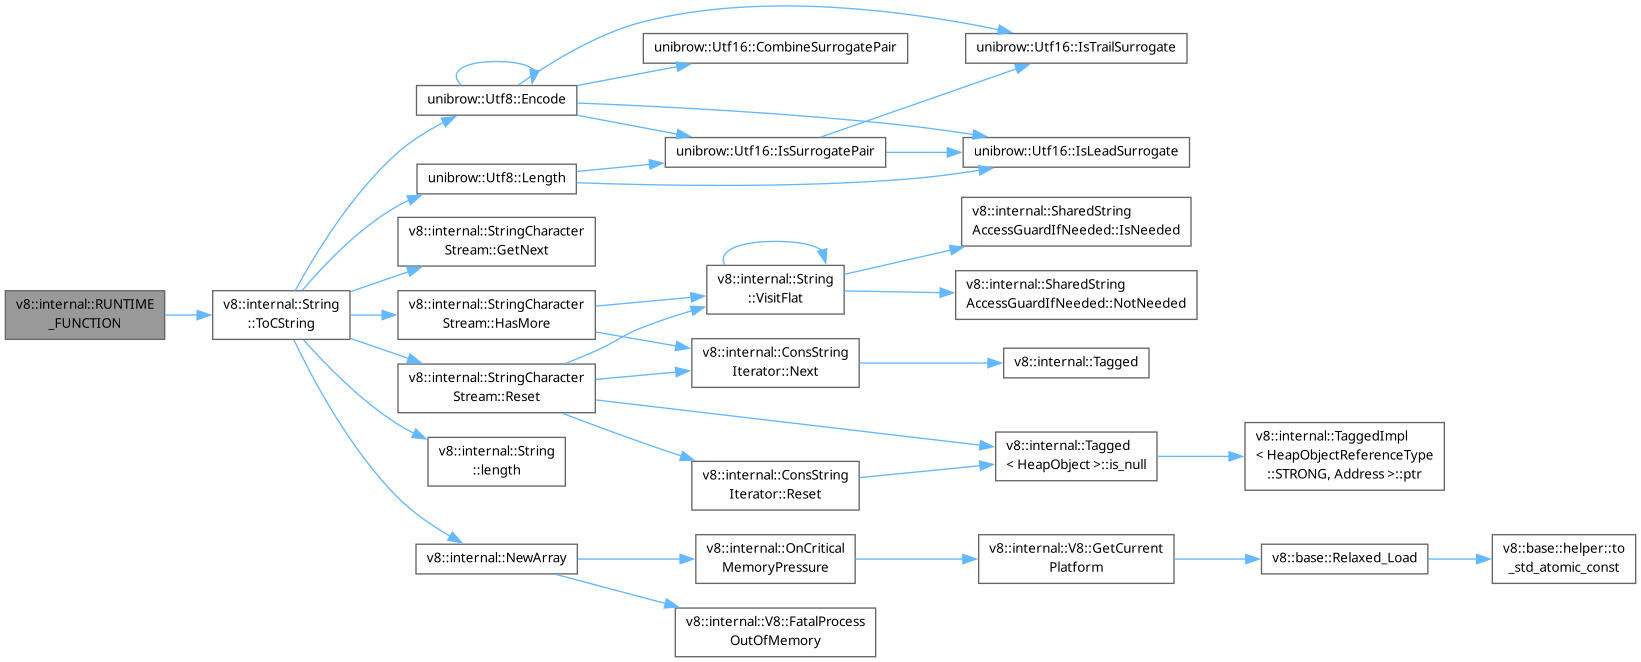 v8::internal::RUNTIME
_FUNCTION
v8::internal::String
::ToCString
unibrow::Utf8::Encode
unibrow::Utf16::CombineSurrogatePair
unibrow::Utf16::IsTrailSurrogate
unibrow::Utf16::IsSurrogatePair
unibrow::Utf16::IsLeadSurrogate
unibrow::Utf8::Length
v8::internal::StringCharacter
Stream::GetNext
v8::internal::StringCharacter
Stream::HasMore
v8::internal::StringCharacter
Stream::Reset
v8::internal::String
::length
v8::internal::NewArray
v8::internal::String
::VisitFlat
v8::internal::SharedString
AccessGuardIfNeeded::IsNeeded
v8::internal::SharedString
AccessGuardIfNeeded::NotNeeded
v8::internal::ConsString
Iterator::Next
v8::internal::Tagged
v8::internal::ConsString
Iterator::Reset
v8::internal::Tagged
< HeapObject >::is_null
v8::internal::TaggedImpl
< HeapObjectReferenceType
::STRONG, Address >::ptr
v8::internal::OnCritical
MemoryPressure
v8::internal::V8::GetCurrent
Platform
v8::base::Relaxed_Load
v8::base::helper::to
_std_atomic_const
v8::internal::V8::FatalProcess
OutOfMemory